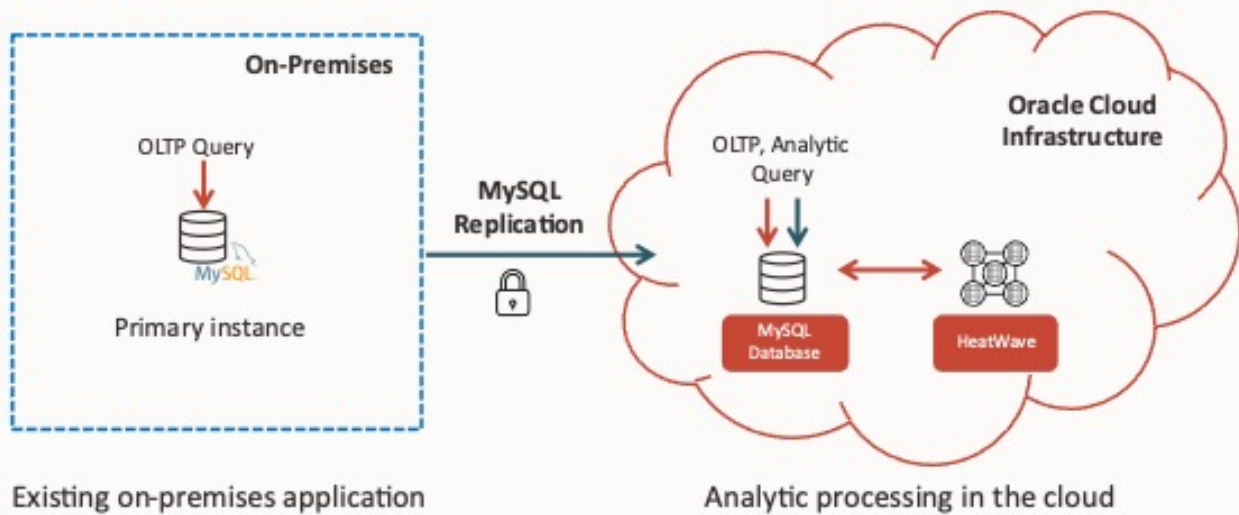 On-Premises
OLTP Query
MySQL
Primary instance
MySQL
Replication
Oracle Cloud
Infrastructure
OLTP, Analytic
Query
MySQL
Database
HeatWave
Existing on-premises application
Analytic processing in the cloud